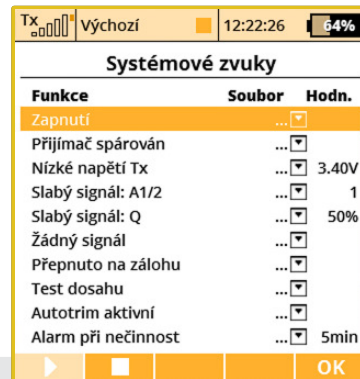 Tx Výchozí 12:22:26 64%
Systémové zvuky
Funkce Soubor Hodn.
Zapnutí ...
Přijímač spárován ...
Nízké napětí Tx ... 3.40V
Slabý signál: A1/2 ... 1
Slabý signál: Q ... 50%
Žádný signál ...
Přepnuto na zálohu ...
Test dosahu ...
Autotrim aktivní ...
Alarm při nečinnost ... 5min
OK